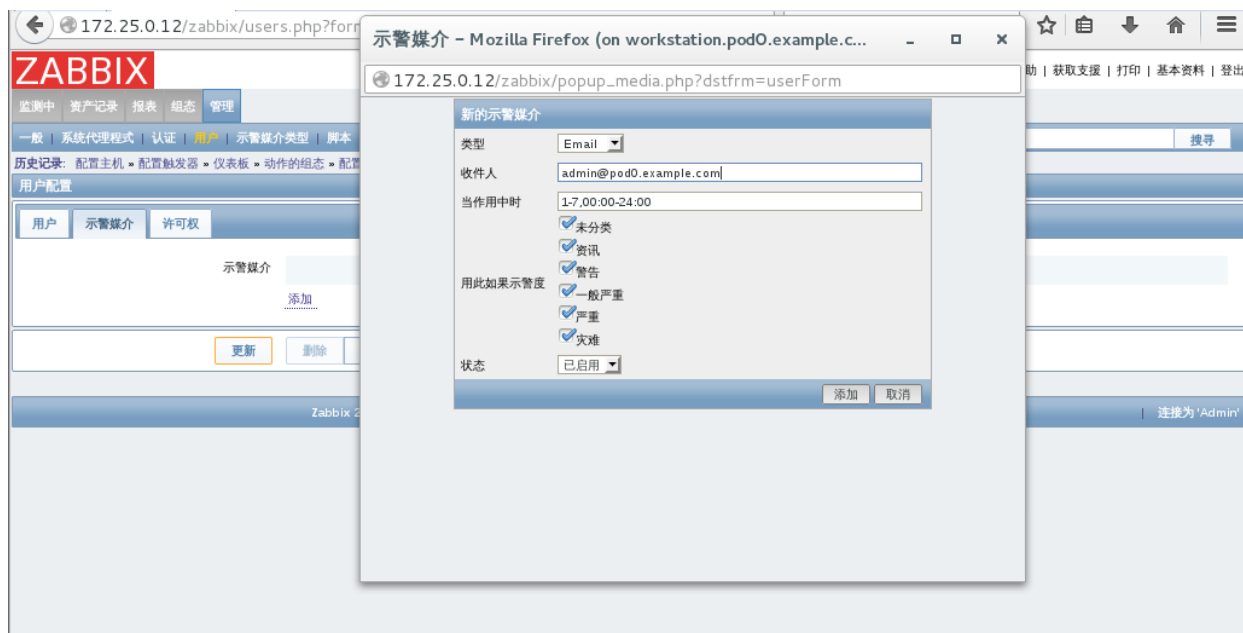 172.25.0.12/zabbix/users.php?form
示警媒介 – Mozilla Firefox (on workstation.pod0.example.c...
172.25.0.12/zabbix/popup_media.php?dstfrm=userForm
ZABBIX
助 | 获取支援 | 打印 | 基本资料 | 登出
监测中 资产记录 报表 组态 管理
一般 | 系统代理程式 | 认证 | 用户 | 示警媒介类型 | 脚本
搜寻
历史记录: 配置主机 » 配置触发器 » 仪表板 » 动作的组态 » 配置
用户配置
用户 示警媒介 许可权
示警媒介
添加
更新 删除
Zabbix 2
连接为 'Admin'
新的示警媒介
类型 Email
收件人 admin@pod0.example.com
当作用中时 1-7,00:00-24:00
用此如果示警度
未分类
资讯
警告
一般严重
严重
灾难
状态 已启用
添加 取消